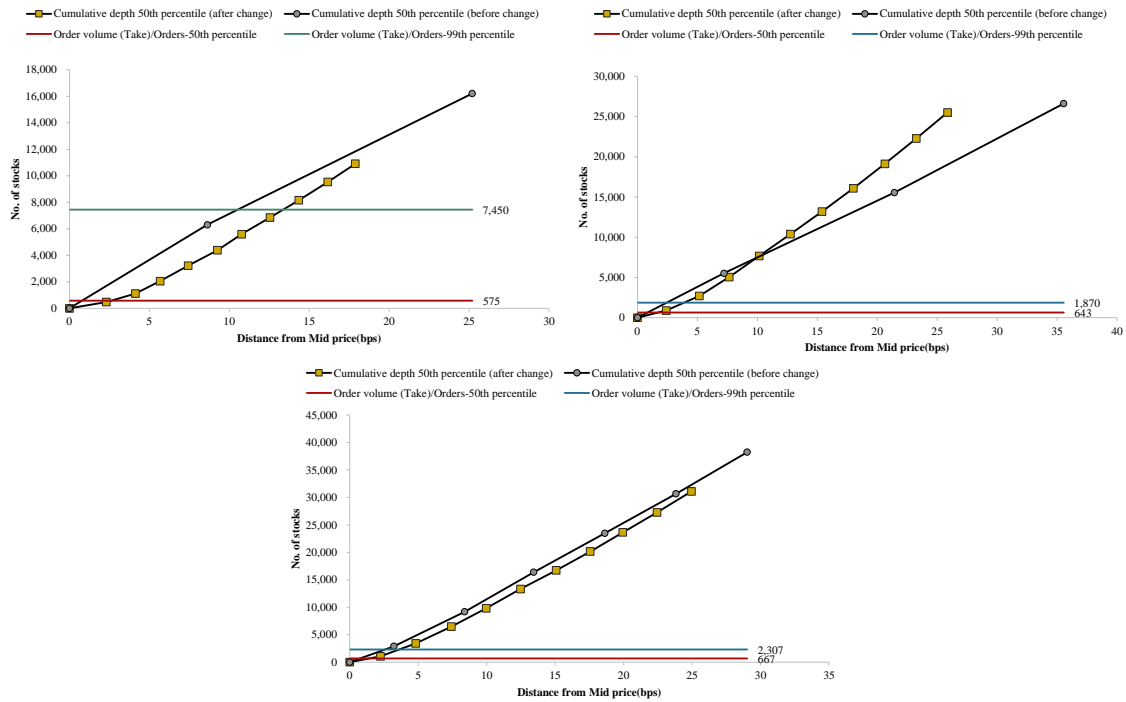 Cumulative depth 50th percentile (after change) Cumulative depth 50th percentile (before change)
Order volume (Take)/Orders-50th percentile Order volume (Take)/Orders-99th percentile
18,000
16,000
14,000
12,000
10,000
8,000
6,000
4,000
2,000
0
No. of stocks
7,450
575
0 5 10 15 20 25 30
Distance from Mid price(bps)
Cumulative depth 50th percentile (after change) Cumulative depth 50th percentile (before change)
Order volume (Take)/Orders-50th percentile Order volume (Take)/Orders-99th percentile
30,000
25,000
20,000
15,000
10,000
5,000
0
No. of stocks
1,870
643
0 5 10 15 20 25 30 35 40
Distance from Mid price(bps)
Cumulative depth 50th percentile (after change) Cumulative depth 50th percentile (before change)
Order volume (Take)/Orders-50th percentile Order volume (Take)/Orders-99th percentile
45,000
40,000
35,000
30,000
25,000
20,000
15,000
10,000
5,000
0
No. of stocks
2,307
667
0 5 10 15 20 25 30 35
Distance from Mid price(bps)